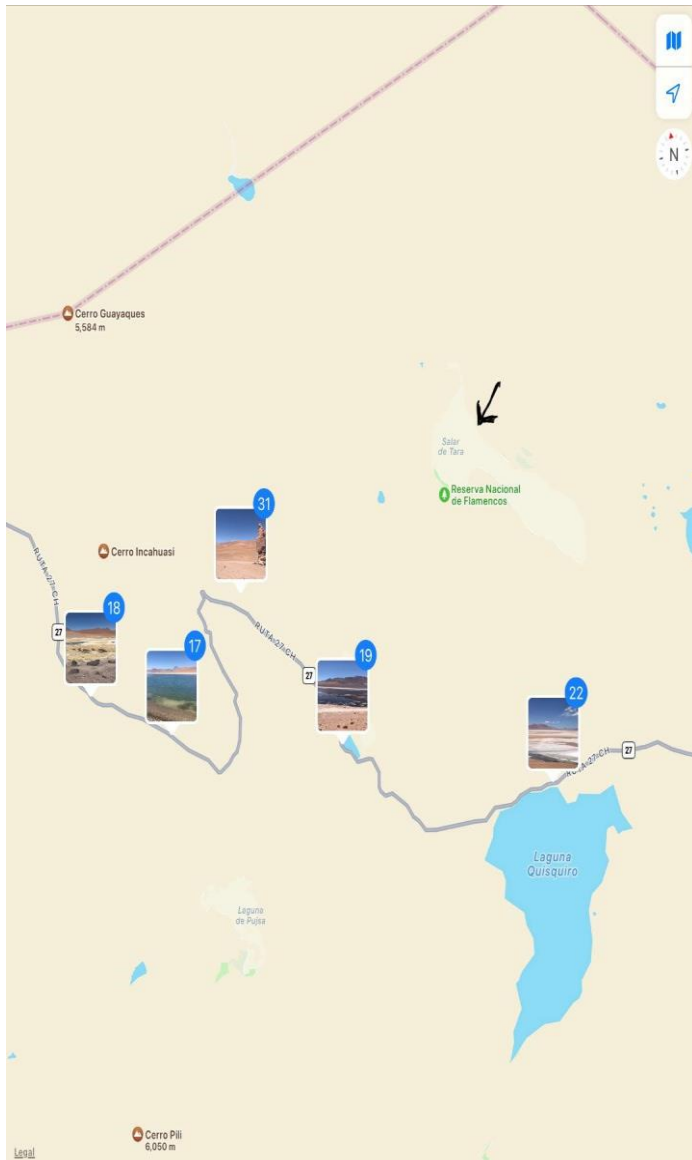 N
Cerro Guayaques
5,584 m
Salar
de Tara
Reserva Nacional
de Flamencos
31
Cerro Incahuasi
RUTA-27-CH
18
27
17
RUTA-27-CH
27
19
22
27
RUTA-27-CH
Laguna
Quisquiro
Laguna
de Pujsa
Cerro Pili
6,050 m
Legal